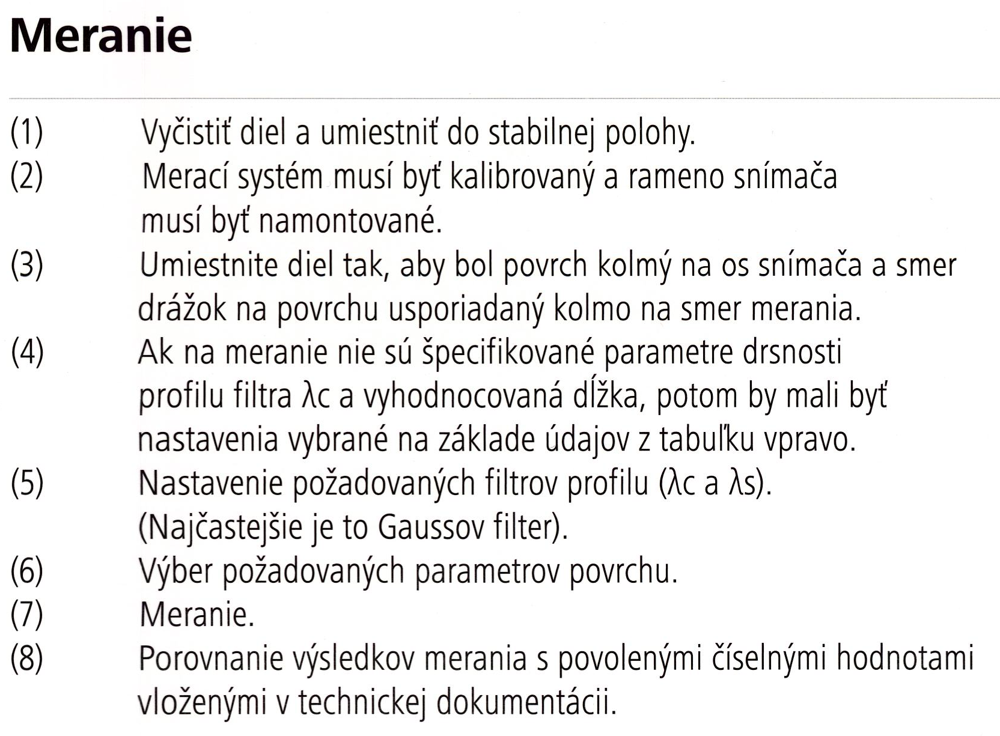 Meranie
(1) Vyčistiť diel a umiestniť do stabilnej polohy.
(2) Merací systém musí byť kalibrovaný a rameno snímača
musí byť namontované.
(3) Umiestnite diel tak, aby bol povrch kolmý na os snímača a smer
drážok na povrchu usporiadaný kolmo na smer merania.
(4) Ak na meranie nie sú špecifikované parametre drsnosti
profilu filtra λc a vyhodnocovaná dĺžka, potom by mali byť
nastavenia vybrané na základe údajov z tabuľku vpravo.
(5) Nastavenie požadovaných filtrov profilu (λc a λs).
(Najčastejšie je to Gaussov filter).
(6) Výber požadovaných parametrov povrchu.
(7) Meranie.
(8) Porovnanie výsledkov merania s povolenými číselnými hodnotami
vloženými v technickej dokumentácii.